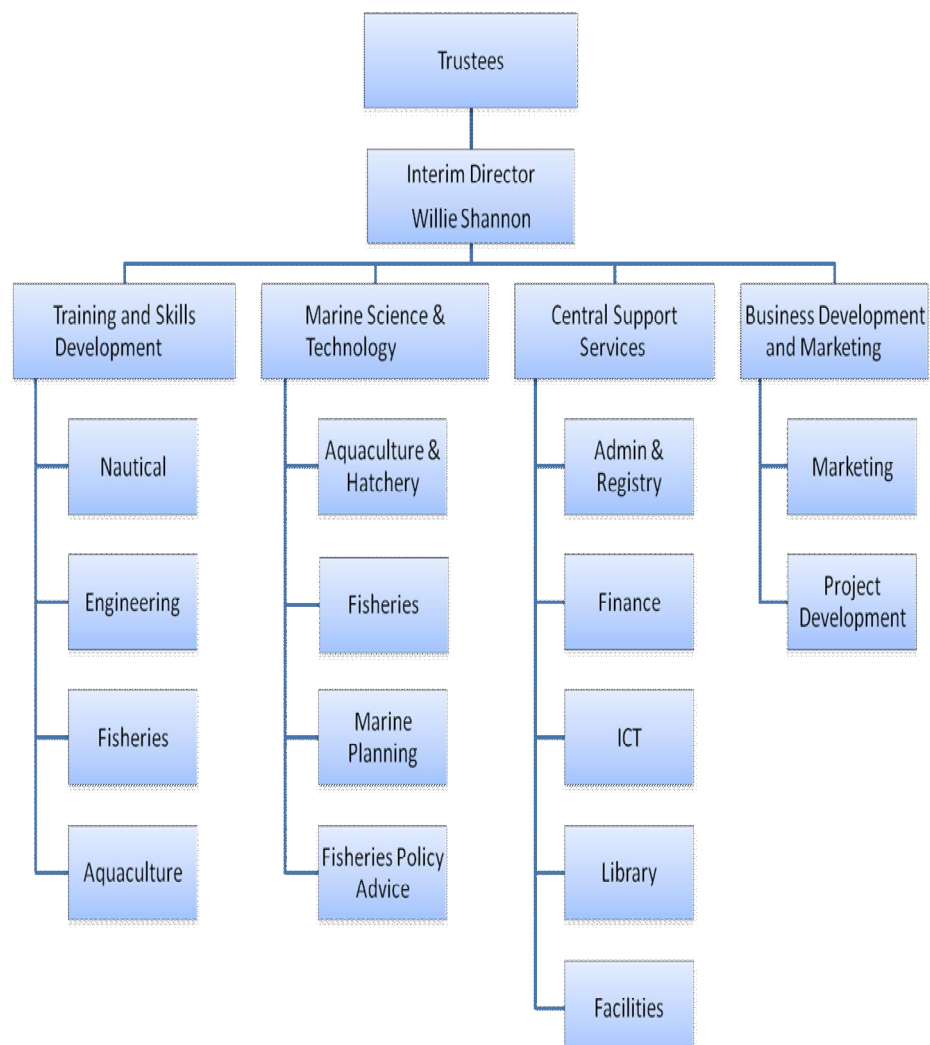 Trustees
Interim Director
Willie Shannon
Training and Skills
Development
Marine Science &
Technology
Central Support
Services
Business Development
and Marketing
Nautical
Engineering
Fisheries
Aquaculture
Aquaculture &
Hatchery
Fisheries
Marine
Planning
Fisheries Policy
Advice
Admin &
Registry
Finance
ICT
Library
Facilities
Marketing
Project
Development